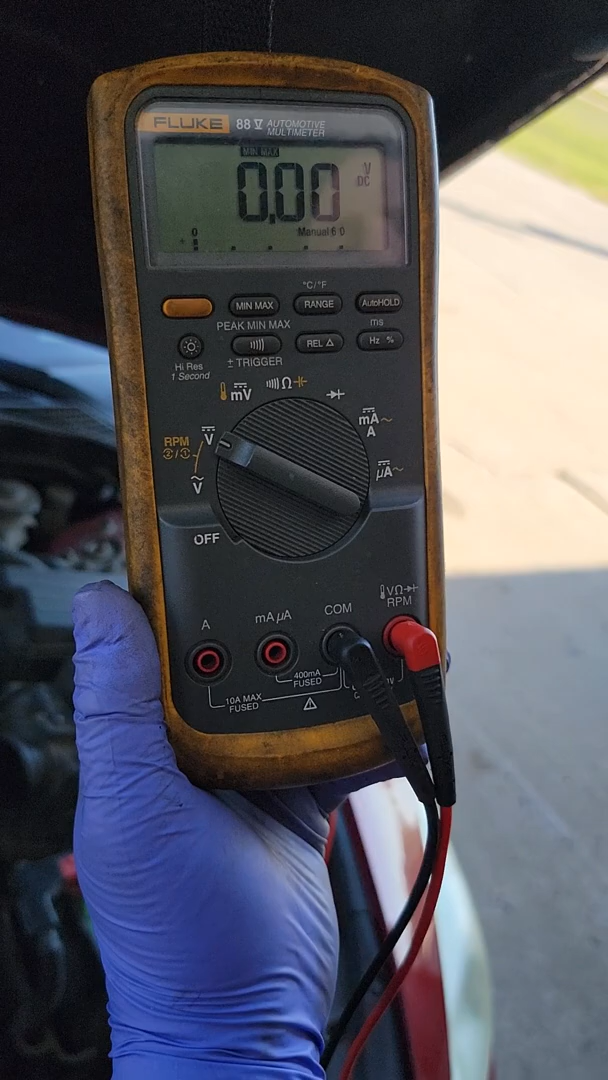 FLUKE 88 V AUTOMOTIVE
MULTIMETER
MIN MAX
0.00 V
DC
0 Manual 6 0
°C/°F
MIN MAX RANGE AutoHOLD
PEAK MIN MAX ms
REL Δ Hz %
Hi Res
1 Second
± TRIGGER
mV Ω
mA
A
RPM
V
µA
V
OFF
VΩ
RPM
A mA µA COM
400mA
FUSED
10A MAX
FUSED